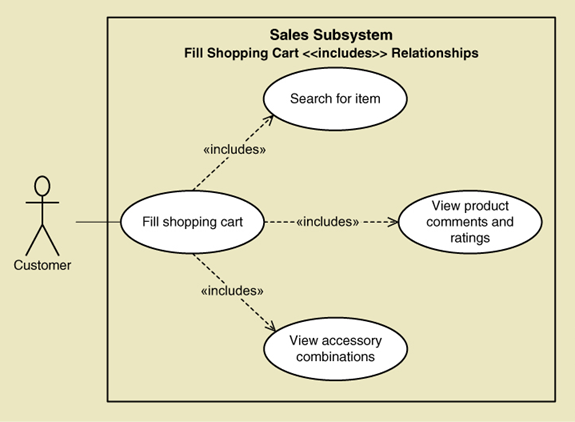 Sales Subsystem
Fill Shopping Cart <<includes>> Relationships
Search for item
«includes»
Fill shopping cart
«includes»
View product
comments and
ratings
Customer
«includes»
View accessory
combinations